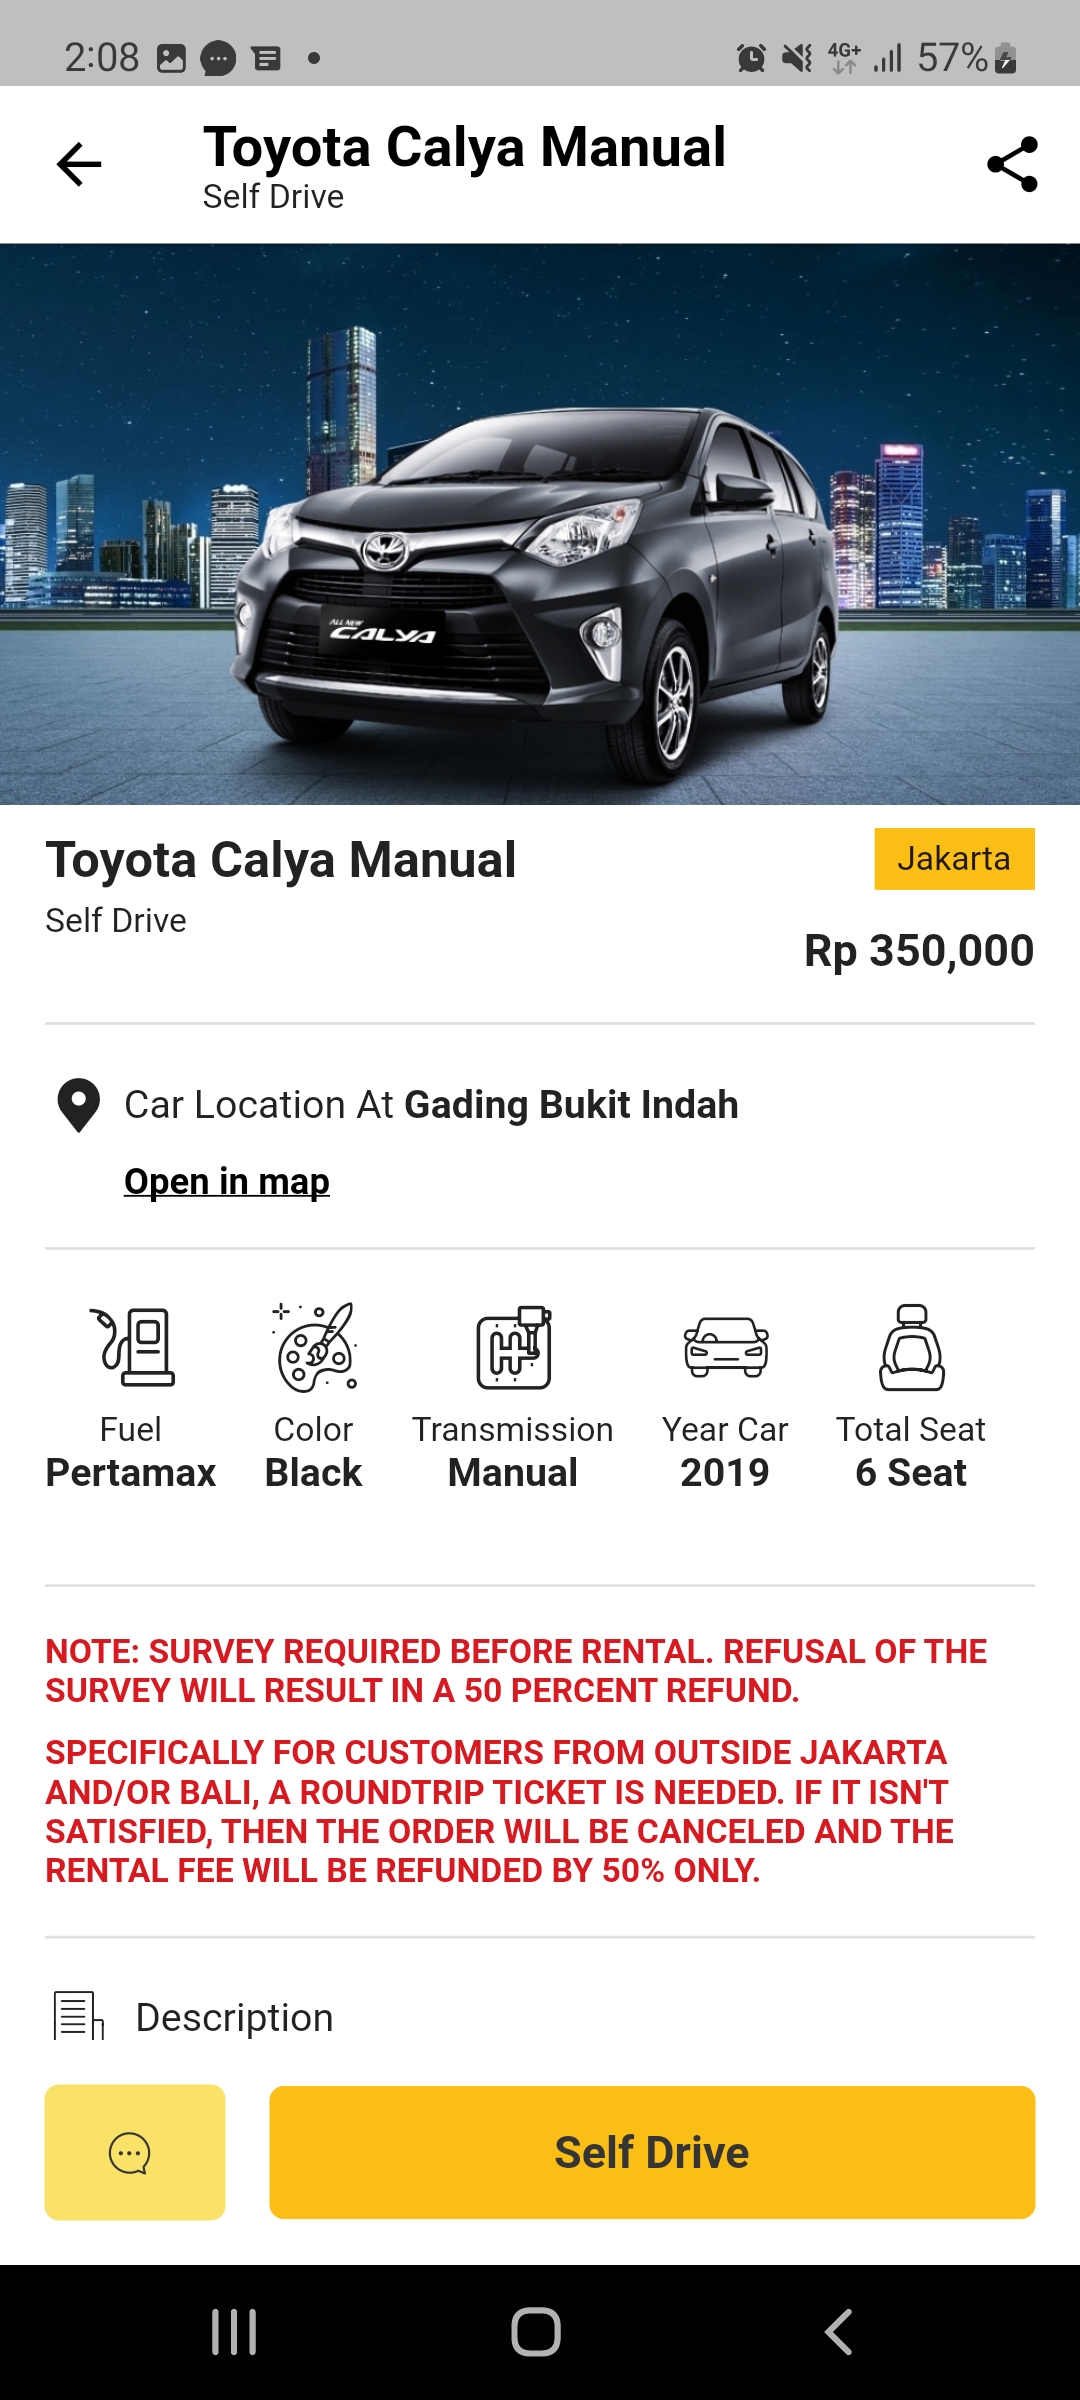 2:08
4G+
57%
Toyota Calya Manual
Self Drive
ALL NEW
CALYA
Toyota Calya Manual
Self Drive
Jakarta
Rp 350,000
Car Location At Gading Bukit Indah
Open in map
Fuel
Pertamax
Color
Black
Transmission
Manual
Year Car
2019
Total Seat
6 Seat
NOTE: SURVEY REQUIRED BEFORE RENTAL. REFUSAL OF THE
SURVEY WILL RESULT IN A 50 PERCENT REFUND.
SPECIFICALLY FOR CUSTOMERS FROM OUTSIDE JAKARTA
AND/OR BALI, A ROUNDTRIP TICKET IS NEEDED. IF IT ISN'T
SATISFIED, THEN THE ORDER WILL BE CANCELED AND THE
RENTAL FEE WILL BE REFUNDED BY 50% ONLY.
Description
Self Drive